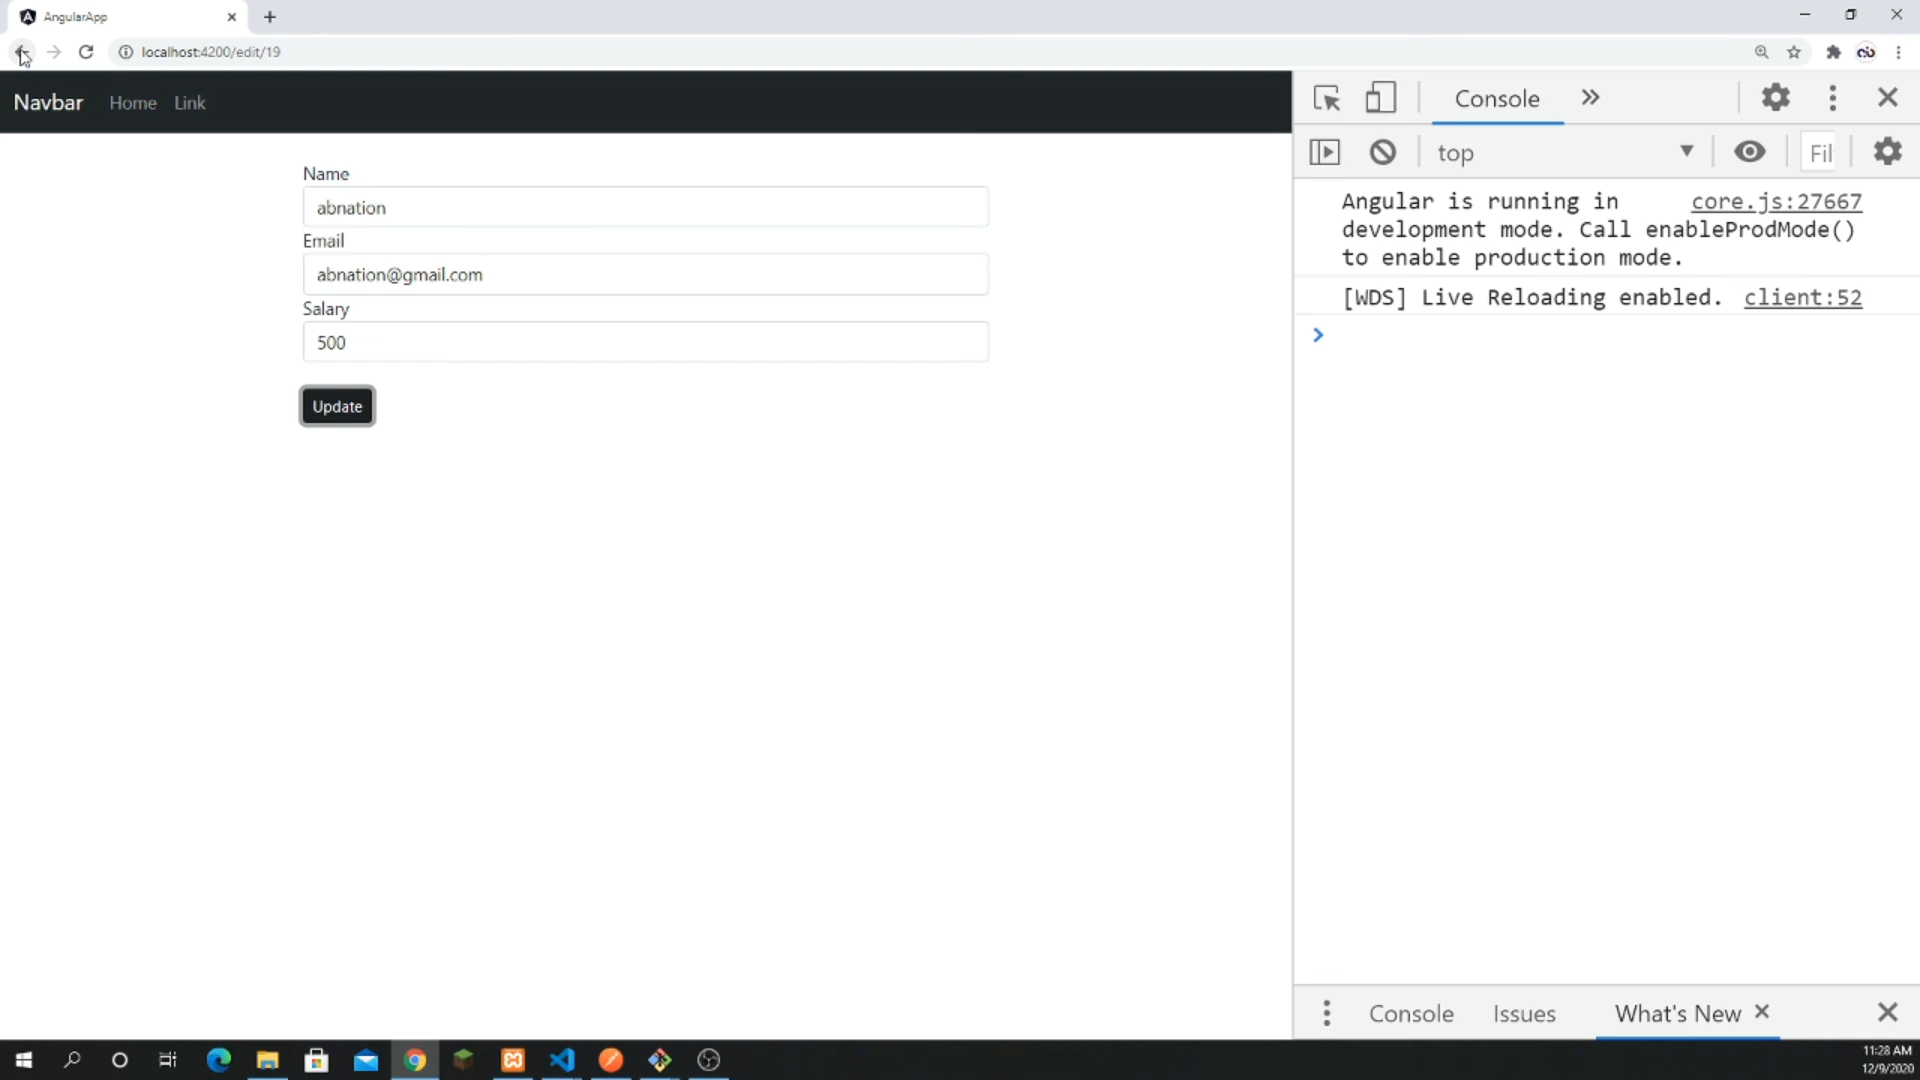 AngularApp
localhost:4200/edit/19
Navbar Home Link
Name
abnation
Email
abnation@gmail.com
Salary
500
Update
Console
top
Fil
Angular is running in core.js:27667
development mode. Call enableProdMode()
to enable production mode.
[WDS] Live Reloading enabled. client:52
Console Issues What's New
11:28 AM
12/9/2020